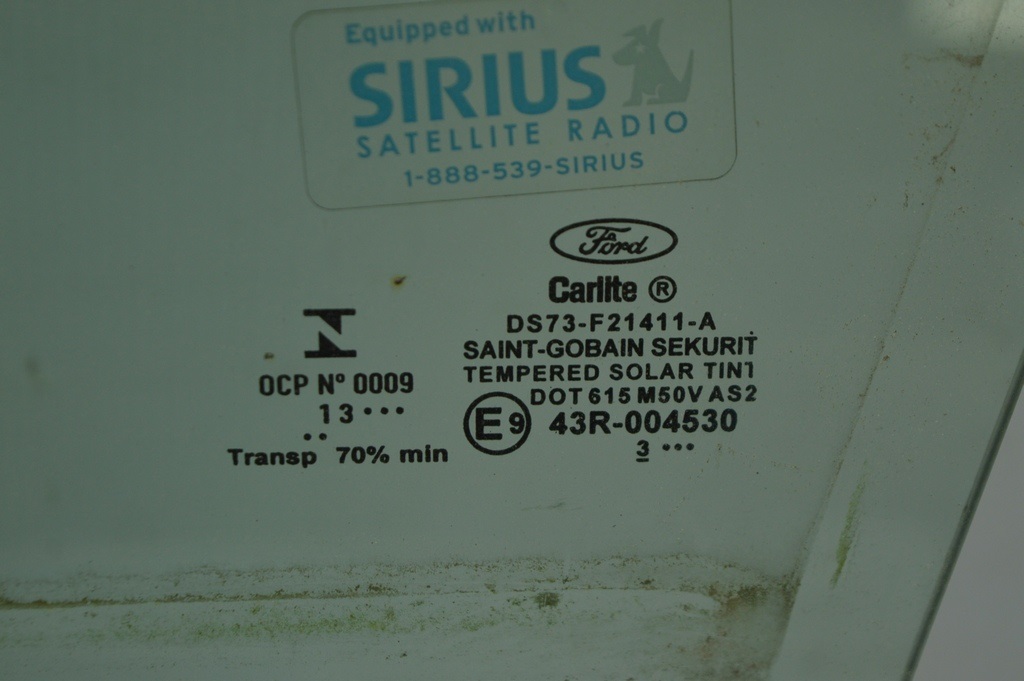 Equipped with
SIRIUS
SATELLITE RADIO
1-888-539-SIRIUS
Ford
Carlite ®
DS73-F21411-A
SAINT-GOBAIN SEKURIT
TEMPERED SOLAR TINT
DOT 615 M50V AS2
E9 43R-004530
3 •••
OCP Nº 0009
13 •••
••
Transp 70% min